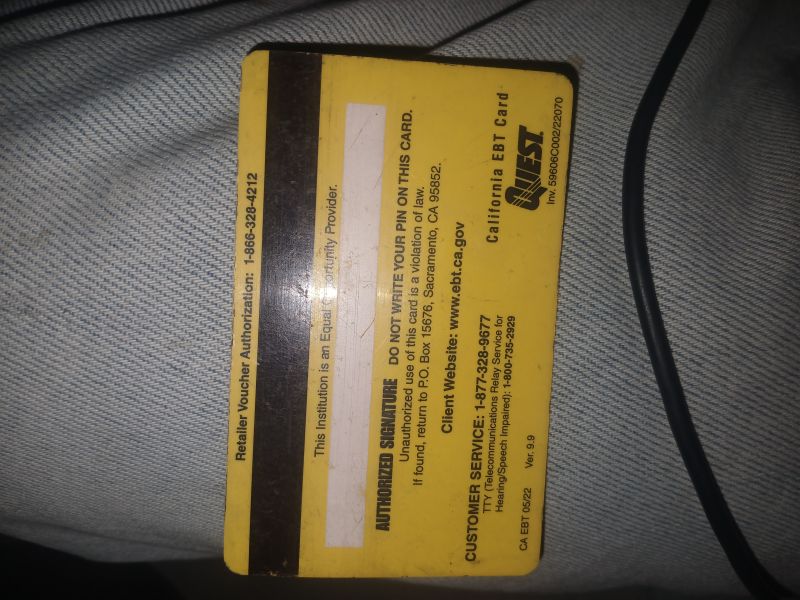 Retailer Voucher Authorization: 1-866-328-4212
This Institution is an Equal Opportunity Provider.
AUTHORIZED SIGNATURE DO NOT WRITE YOUR PIN ON THIS CARD.
Unauthorized use of this card is a violation of law.
If found, return to P.O. Box 15676, Sacramento, CA 95852.
Client Website: www.ebt.ca.gov
CUSTOMER SERVICE: 1-877-328-9677
TTY (Telecommunications Relay Service for
Hearing/Speech Impaired): 1-800-735-2929
CA EBT 05/22 Ver. 9.9
California EBT Card
QUEST
Inv. 59606C002/22070